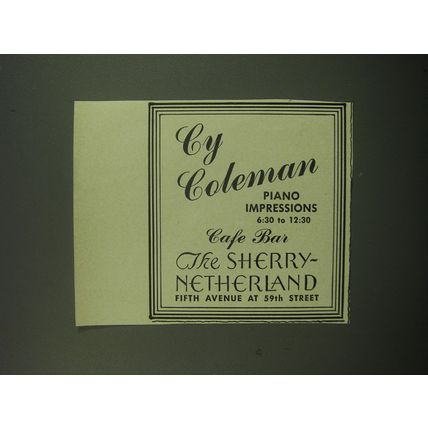 Cy
Coleman
PIANO
IMPRESSIONS
6:30 to 12:30
Cafe Bar
The SHERRY-
NETHERLAND
FIFTH AVENUE AT 59th STREET